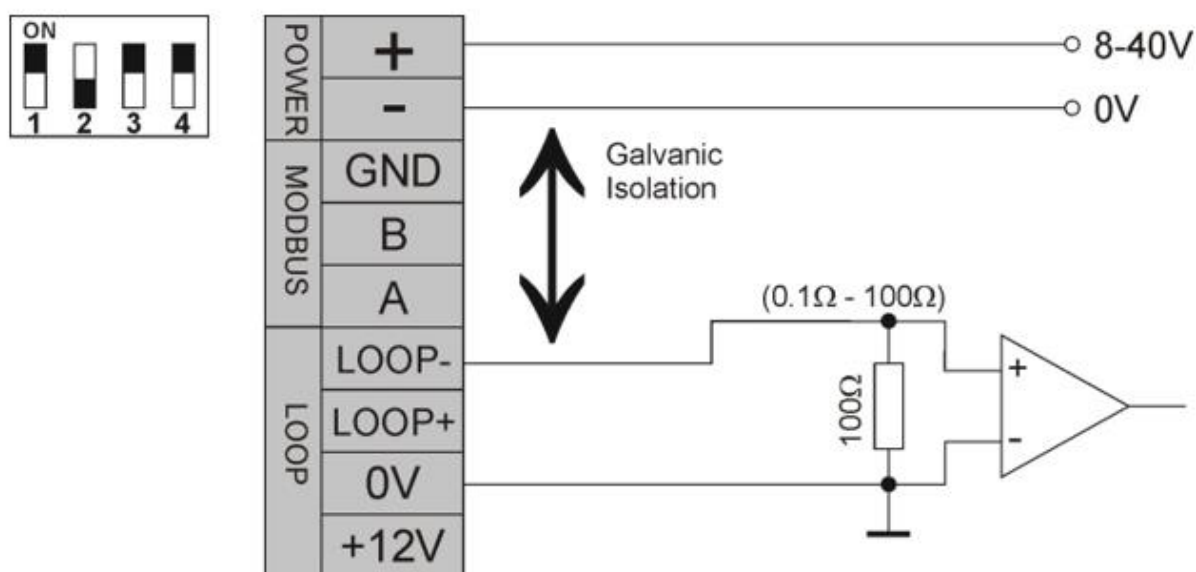 ON
1 2 3 4
POWER
+
-
MODBUS
GND
B
A
LOOP
LOOP-
LOOP+
0V
+12V
8-40V
0V
Galvanic
Isolation
(0.1Ω - 100Ω)
100Ω
+
-